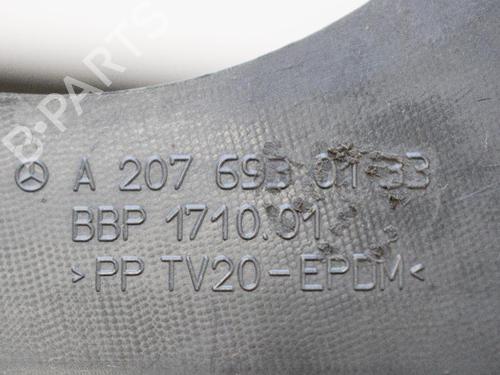 B-PARTS
A 207 693 01 33
BBP 1710.01
>PP TV20-EPDM<